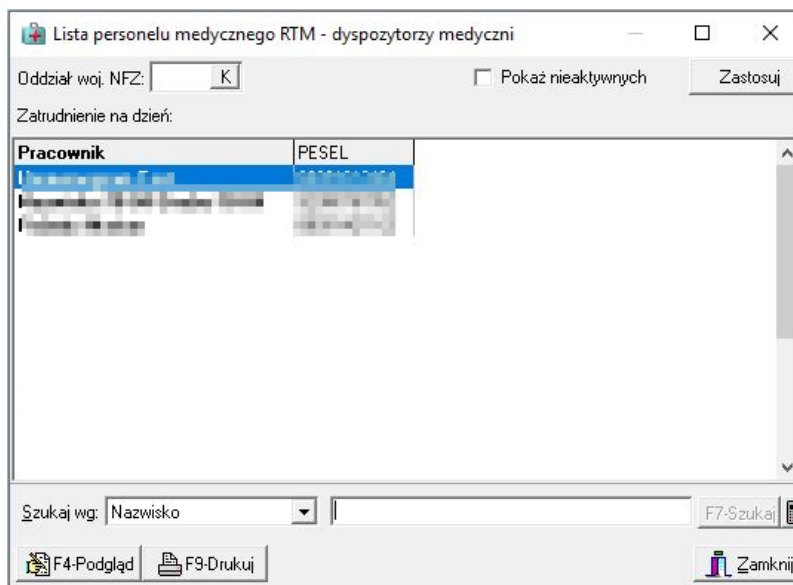 Lista personelu medycznego RTM - dyspozytorzy medyczni
Oddział woj. NFZ: K Pokaż nieaktywnych Zastosuj
Zatrudnienie na dzień:
Pracownik PESEL
Szukaj wg: Nazwisko F7-Szukaj
F4-Podgląd F9-Drukuj Zamknij